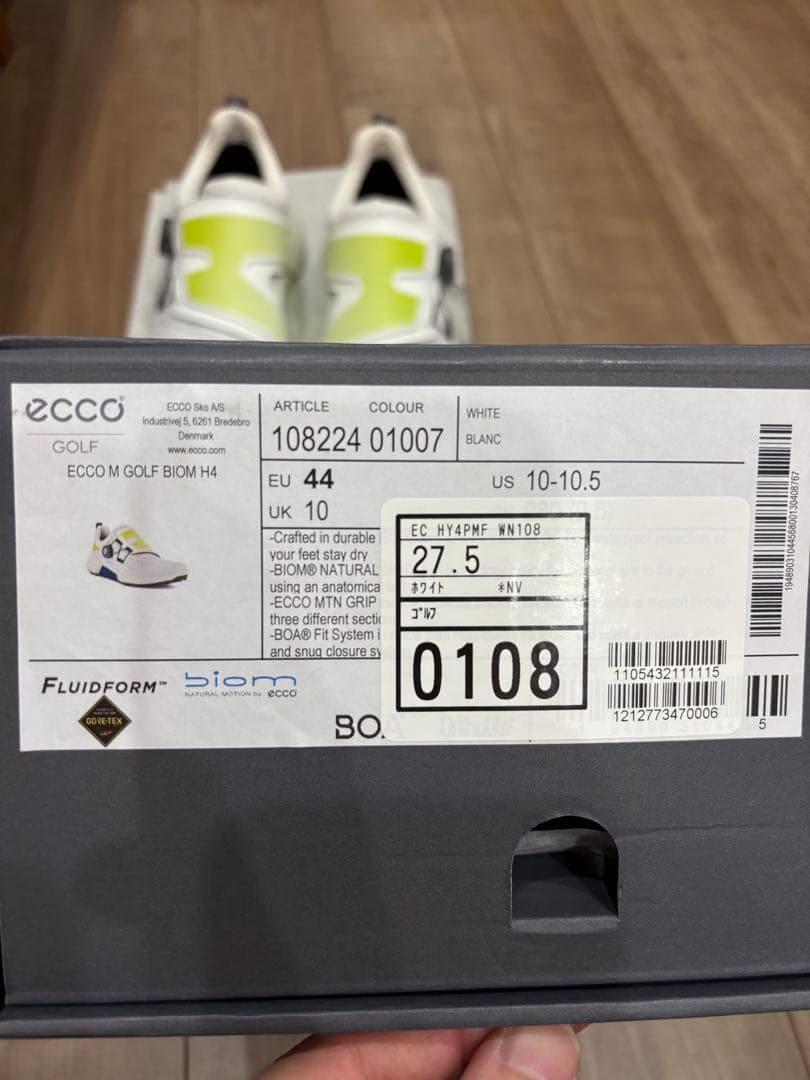 ecco
GOLF
ECCO Sko A/S
Industrivej 5, 6261 Bredebro
Denmark
www.ecco.com
ECCO M GOLF BIOM H4
ARTICLE COLOUR
108224 01007
WHITE
BLANC
EU 44
US 10-10.5
UK 10
-Crafted in durable
your feet stay dry
-BIOM® NATURAL
using an anatomica
-ECCO MTN GRIP
three different secti
-BOA® Fit System i
and snug closure sy
EC HY4PMF WN108
27.5
ホワイト *NV
ゴルフ
0108
1105432111115
1212773470006
1948903104456800130408767
5
FLUIDFORM™
biom
NATURAL MOTION by ecco
GORE-TEX
BOA
Ortholite